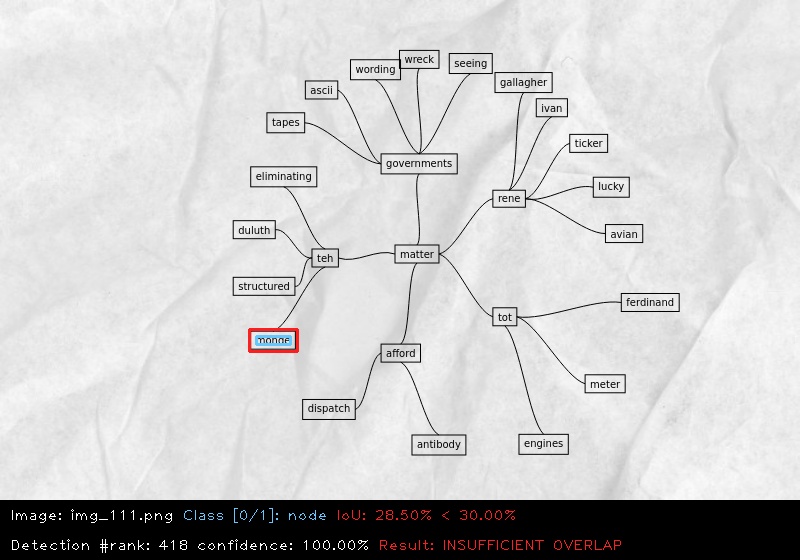 wreck
wording
seeing
gallagher
ascii
ivan
tapes
ticker
governments
eliminating
lucky
rene
duluth
avian
matter
teh
structured
ferdinand
tot
monge
afford
meter
dispatch
antibody
engines
Image: img_111.png Class [0/1]: node IoU: 28.50% < 30.00%
Detection #rank: 418 confidence: 100.00% Result: INSUFFICIENT OVERLAP